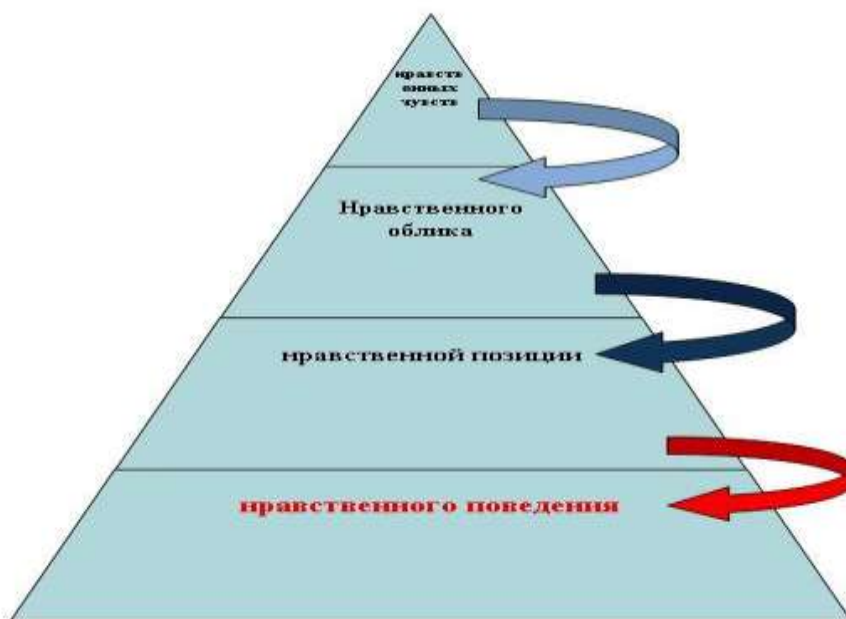 нравств
енных
чувств
Нравственного
облика
нравственной позиции
нравственного поведения